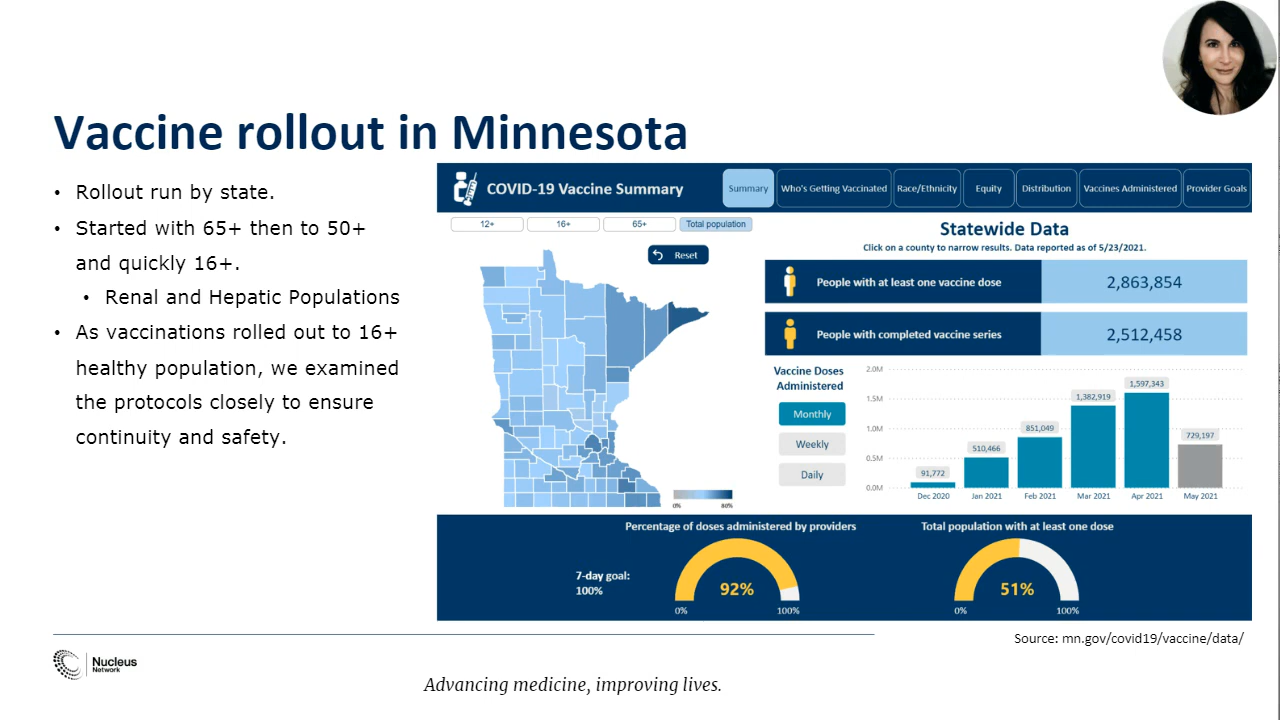 Vaccine rollout in Minnesota
• Rollout run by state.
• Started with 65+ then to 50+
and quickly 16+.
• Renal and Hepatic Populations
• As vaccinations rolled out to 16+
healthy population, we examined
the protocols closely to ensure
continuity and safety.
COVID-19 Vaccine Summary
Summary
Who's Getting Vaccinated
Race/Ethnicity
Equity
Distribution
Vaccines Administered
Provider Goals
12+
16+
65+
Total population
Reset
0%
80%
Statewide Data
Click on a county to narrow results. Data reported as of 5/23/2021.
People with at least one vaccine dose
2,863,854
People with completed vaccine series
2,512,458
Vaccine Doses
Administered
Monthly
Weekly
Daily
2.0M
1.5M
1.0M
0.5M
0.0M
91,772
510,466
851,049
1,382,919
1,597,343
729,197
Dec 2020
Jan 2021
Feb 2021
Mar 2021
Apr 2021
May 2021
Percentage of doses administered by providers
7-day goal:
100%
92%
0%
100%
Total population with at least one dose
51%
0%
100%
Source: mn.gov/covid19/vaccine/data/
Nucleus
Network
Advancing medicine, improving lives.